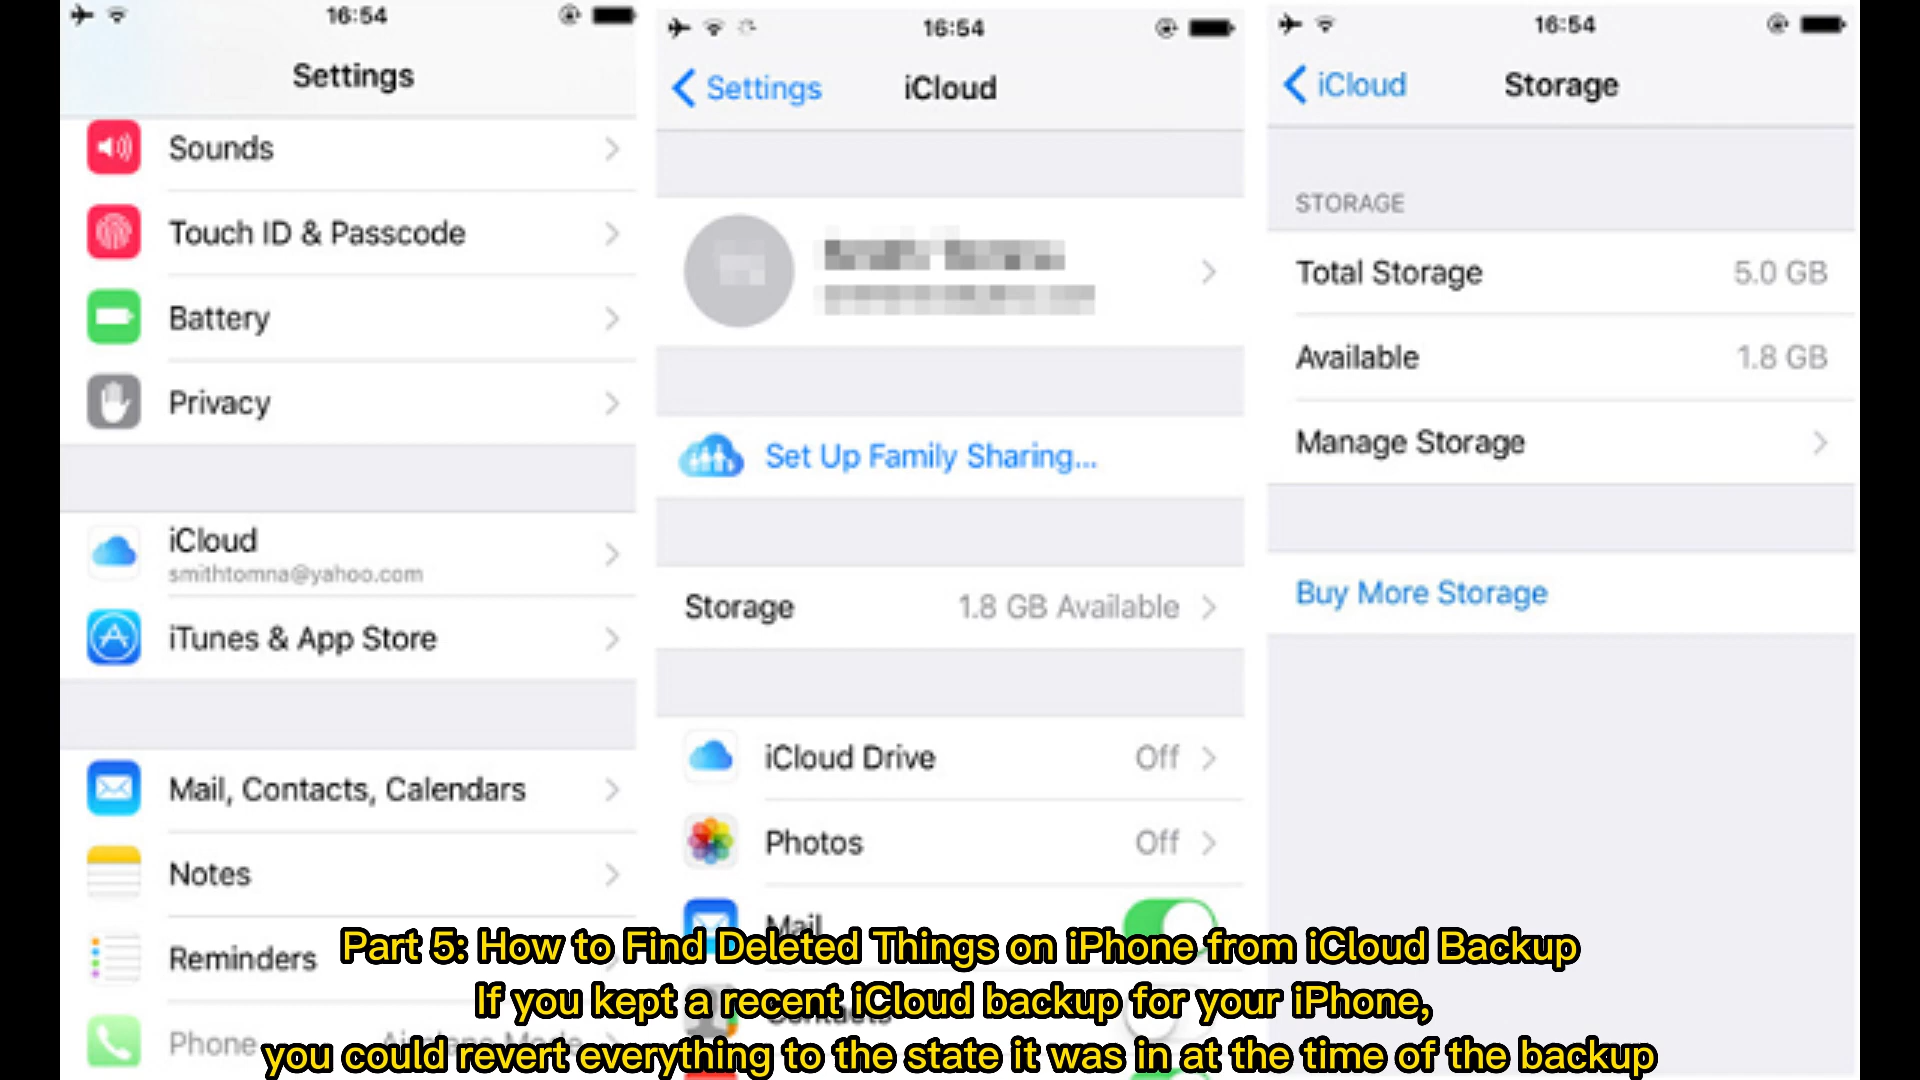 16:54
Settings
Sounds
Touch ID & Passcode
Battery
Privacy
iCloud
smithtomna@yahoo.com
iTunes & App Store
Mail, Contacts, Calendars
Notes
Reminders
Phone
Airplane Mode
16:54
Settings
iCloud
Set Up Family Sharing...
Storage 1.8 GB Available
iCloud Drive Off
Photos Off
Mail
Contacts
16:54
iCloud
Storage
STORAGE
Total Storage 5.0 GB
Available 1.8 GB
Manage Storage
Buy More Storage
Part 5: How to Find Deleted Things on iPhone from iCloud Backup
If you kept a recent iCloud backup for your iPhone,
you could revert everything to the state it was in at the time of the backup